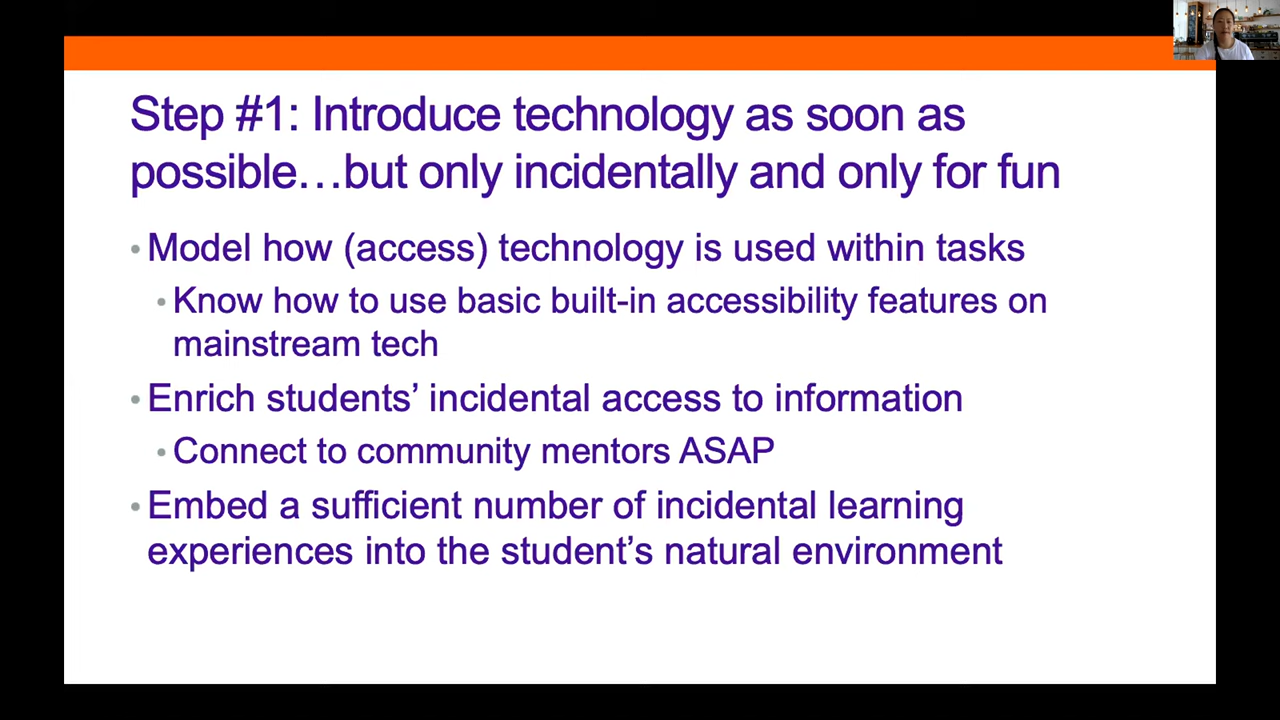 Step #1: Introduce technology as soon as
possible…but only incidentally and only for fun
• Model how (access) technology is used within tasks
• Know how to use basic built-in accessibility features on
mainstream tech
• Enrich students’ incidental access to information
• Connect to community mentors ASAP
• Embed a sufficient number of incidental learning
experiences into the student’s natural environment